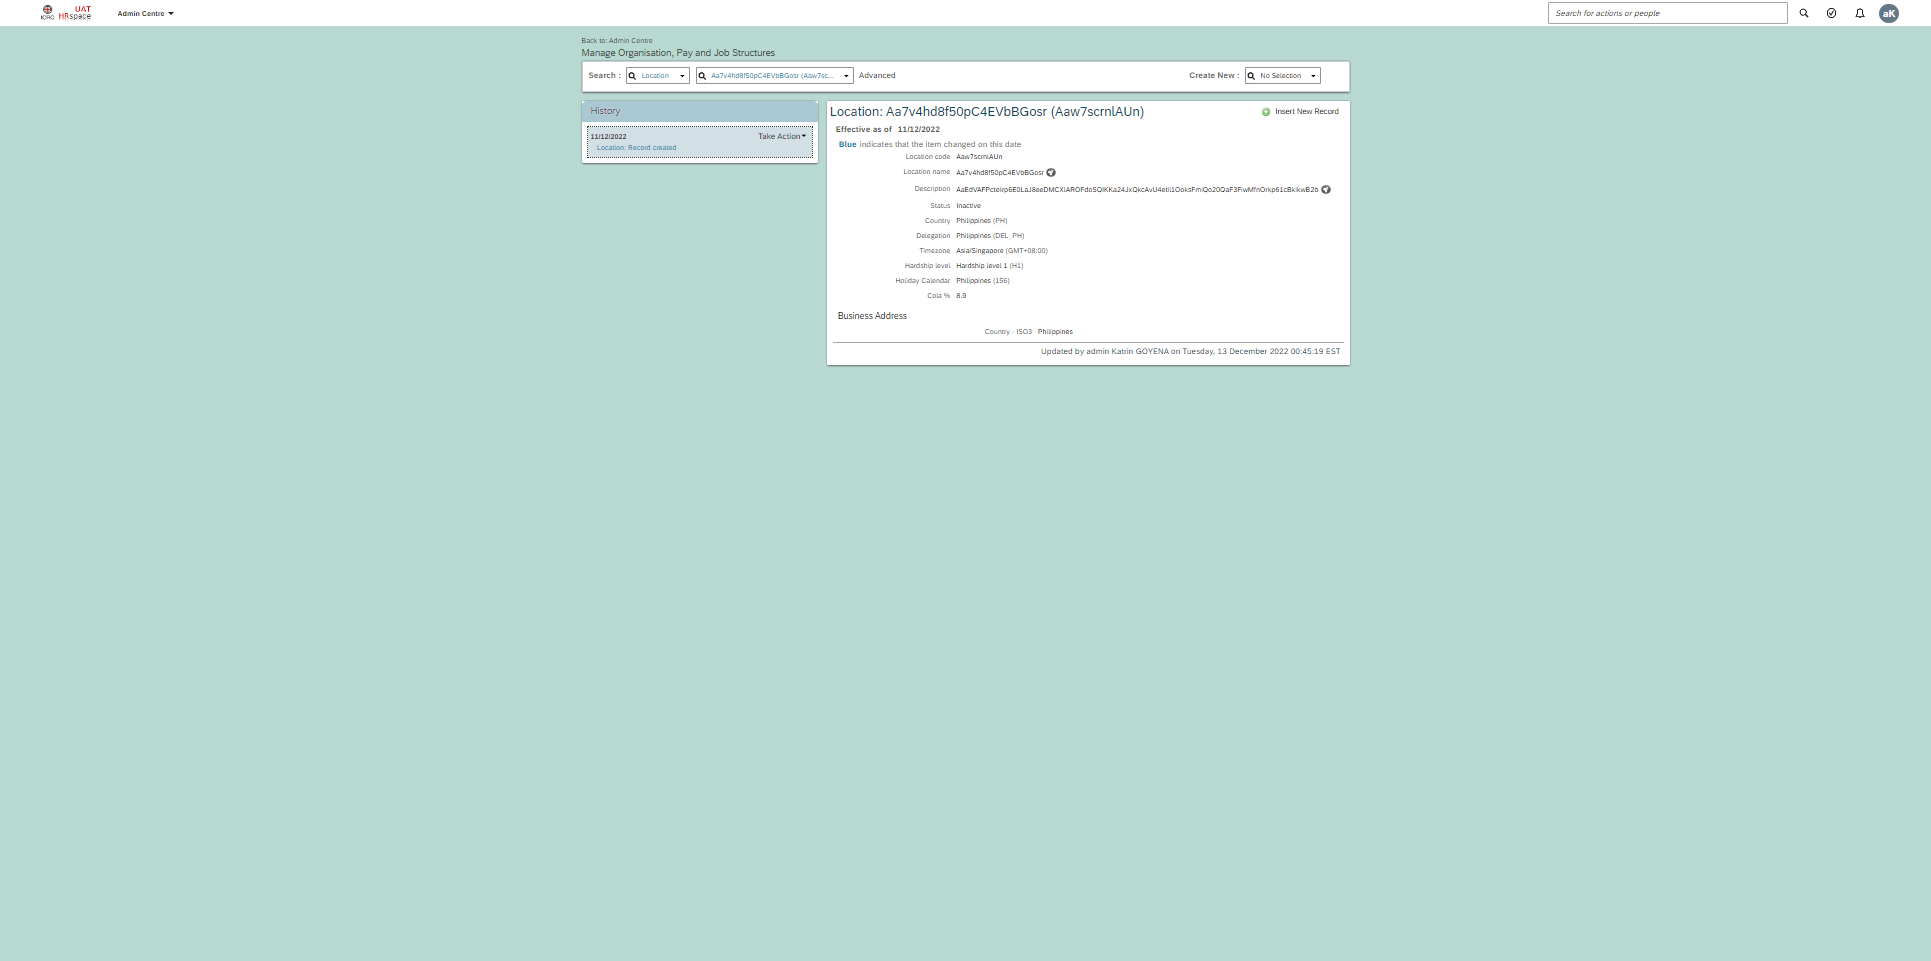 ICRC UAT HRspace Admin Centre Search for actions or people aK
Back to: Admin Centre
Manage Organisation, Pay and Job Structures
Search : Location Aa7v4hd8f50pC4EVbBGosr (Aaw7sc... Advanced Create New : No Selection
History
11/12/2022 Take Action
Location: Record created
Location: Aa7v4hd8f50pC4EVbBGosr (Aaw7scrnlAUn) Insert New Record
Effective as of 11/12/2022
Blue indicates that the item changed on this date
Location code Aaw7scrnlAUn
Location name Aa7v4hd8f50pC4EVbBGosr
Description
Status Inactive
Country Philippines (PH)
Delegation Philippines (DEL_PH)
Timezone Asia/Singapore (GMT+08:00)
Hardship level Hardship level 1 (H1)
Holiday Calendar Philippines (156)
Cola % 8.9
Business Address
Country - ISO3 Philippines
Updated by admin Katrin GOYENA on Tuesday, 13 December 2022 00:45:19 EST